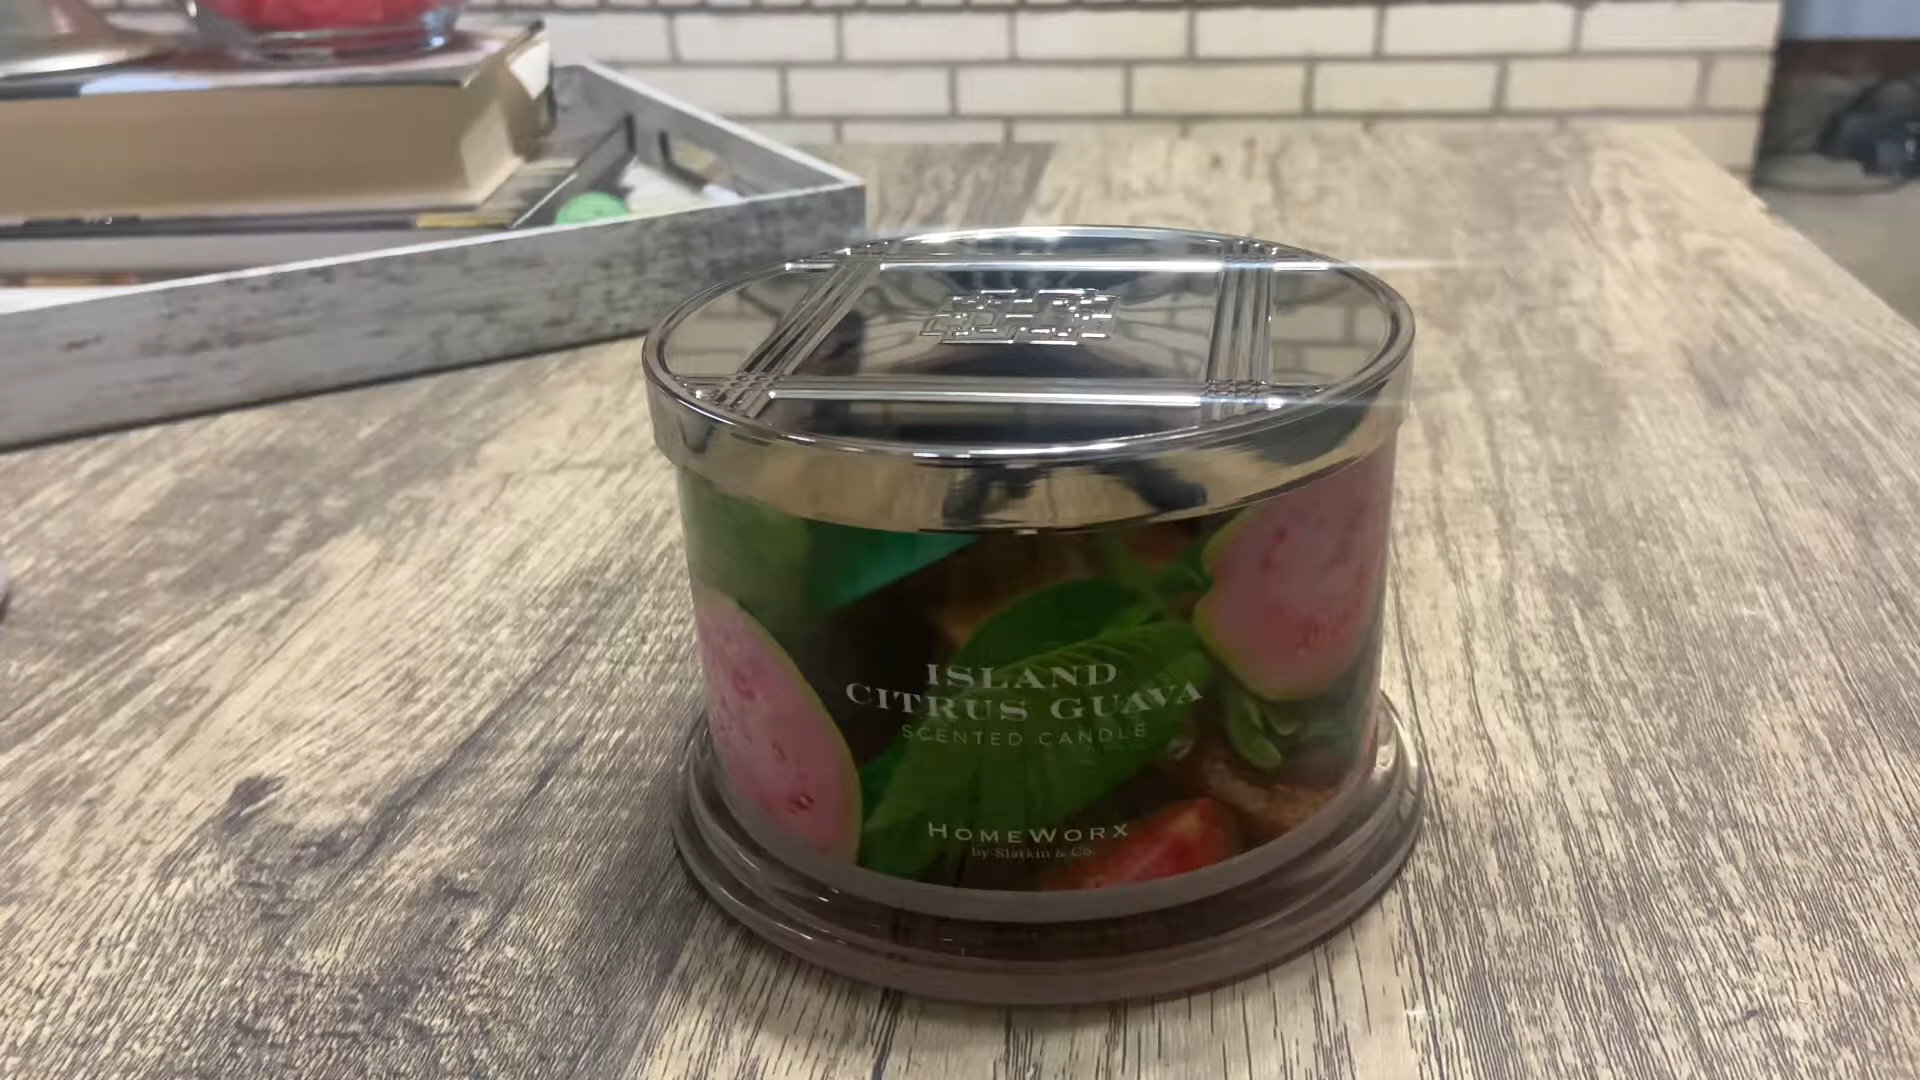 ISLAND
CITRUS GUAVA
SCENTED CANDLE
HOMEWORX
by Slatkin & Co.